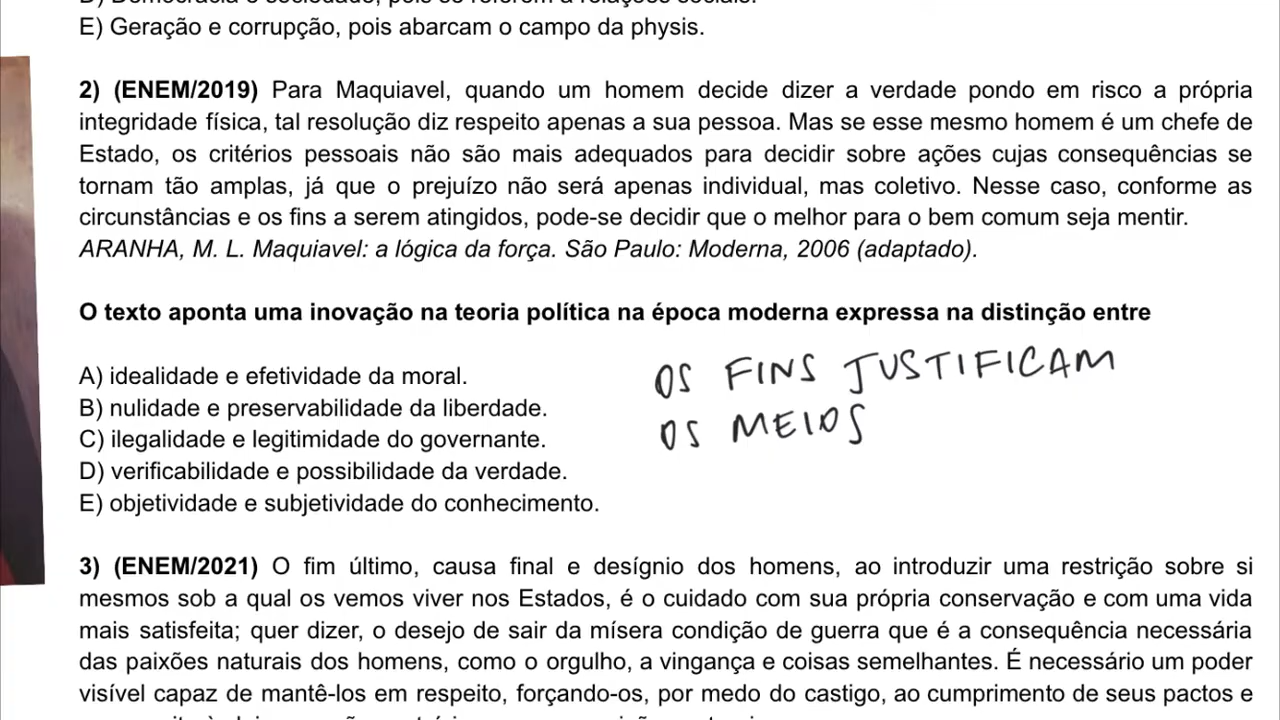 E) Geração e corrupção, pois abarcam o campo da physis.
2) (ENEM/2019) Para Maquiavel, quando um homem decide dizer a verdade pondo em risco a própria
integridade física, tal resolução diz respeito apenas a sua pessoa. Mas se esse mesmo homem é um chefe de
Estado, os critérios pessoais não são mais adequados para decidir sobre ações cujas consequências se
tornam tão amplas, já que o prejuízo não será apenas individual, mas coletivo. Nesse caso, conforme as
circunstâncias e os fins a serem atingidos, pode-se decidir que o melhor para o bem comum seja mentir.
ARANHA, M. L. Maquiavel: a lógica da força. São Paulo: Moderna, 2006 (adaptado).
O texto aponta uma inovação na teoria política na época moderna expressa na distinção entre
A) idealidade e efetividade da moral.
B) nulidade e preservabilidade da liberdade.
C) ilegalidade e legitimidade do governante.
D) verificabilidade e possibilidade da verdade.
E) objetividade e subjetividade do conhecimento.
OS FINS JUSTIFICAM
OS MEIOS
3) (ENEM/2021) O fim último, causa final e desígnio dos homens, ao introduzir uma restrição sobre si
mesmos sob a qual os vemos viver nos Estados, é o cuidado com sua própria conservação e com uma vida
mais satisfeita; quer dizer, o desejo de sair da mísera condição de guerra que é a consequência necessária
das paixões naturais dos homens, como o orgulho, a vingança e coisas semelhantes. É necessário um poder
visível capaz de mantê-los em respeito, forçando-os, por medo do castigo, ao cumprimento de seus pactos e